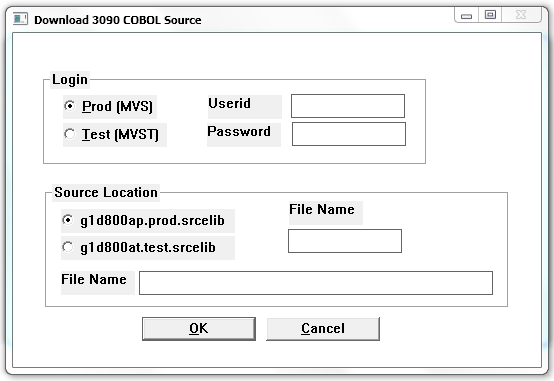 Download 3090 COBOL Source
Login
Prod (MVS)
Userid
Test (MVST)
Password
Source Location
g1d800ap.prod.srcelib
File Name
g1d800at.test.srcelib
File Name
OK
Cancel